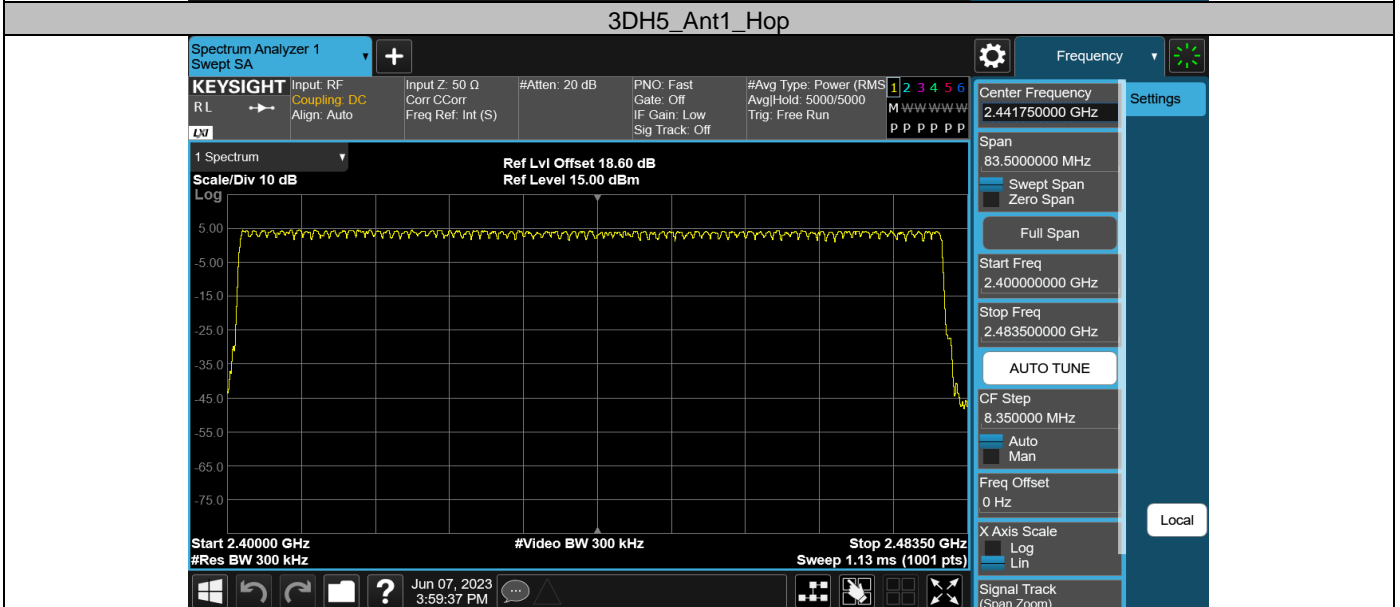 3DH5_Ant1_Hop
Spectrum Analyzer 1
Swept SA
+
Frequency
KEYSIGHT
R L
LXI
Input: RF
Coupling: DC
Align: Auto
Input Z: 50 Ω
Corr CCorr
Freq Ref: Int (S)
#Atten: 20 dB
PNO: Fast
Gate: Off
IF Gain: Low
Sig Track: Off
#Avg Type: Power (RMS
Avg|Hold: 5000/5000
Trig: Free Run
1 2 3 4 5 6
M W W W W W
P P P P P P
1 Spectrum
Scale/Div 10 dB
Ref Lvl Offset 18.60 dB
Ref Level 15.00 dBm
Log
5.00
-5.00
-15.0
-25.0
-35.0
-45.0
-55.0
-65.0
-75.0
Start 2.40000 GHz
#Video BW 300 kHz
Stop 2.48350 GHz
#Res BW 300 kHz
Sweep 1.13 ms (1001 pts)
Center Frequency
2.441750000 GHz
Settings
Span
83.5000000 MHz
Swept Span
Zero Span
Full Span
Start Freq
2.400000000 GHz
Stop Freq
2.483500000 GHz
AUTO TUNE
CF Step
8.350000 MHz
Auto
Man
Freq Offset
0 Hz
Local
X Axis Scale
Log
Lin
Signal Track
(Span Zoom)
?
Jun 07, 2023
3:59:37 PM